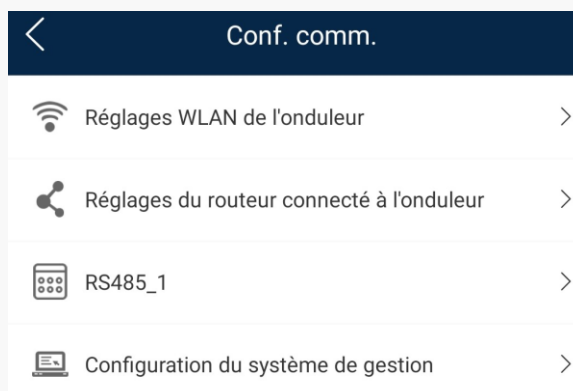 Conf. comm.
Réglages WLAN de l'onduleur
Réglages du routeur connecté à l'onduleur
RS485_1
Configuration du système de gestion